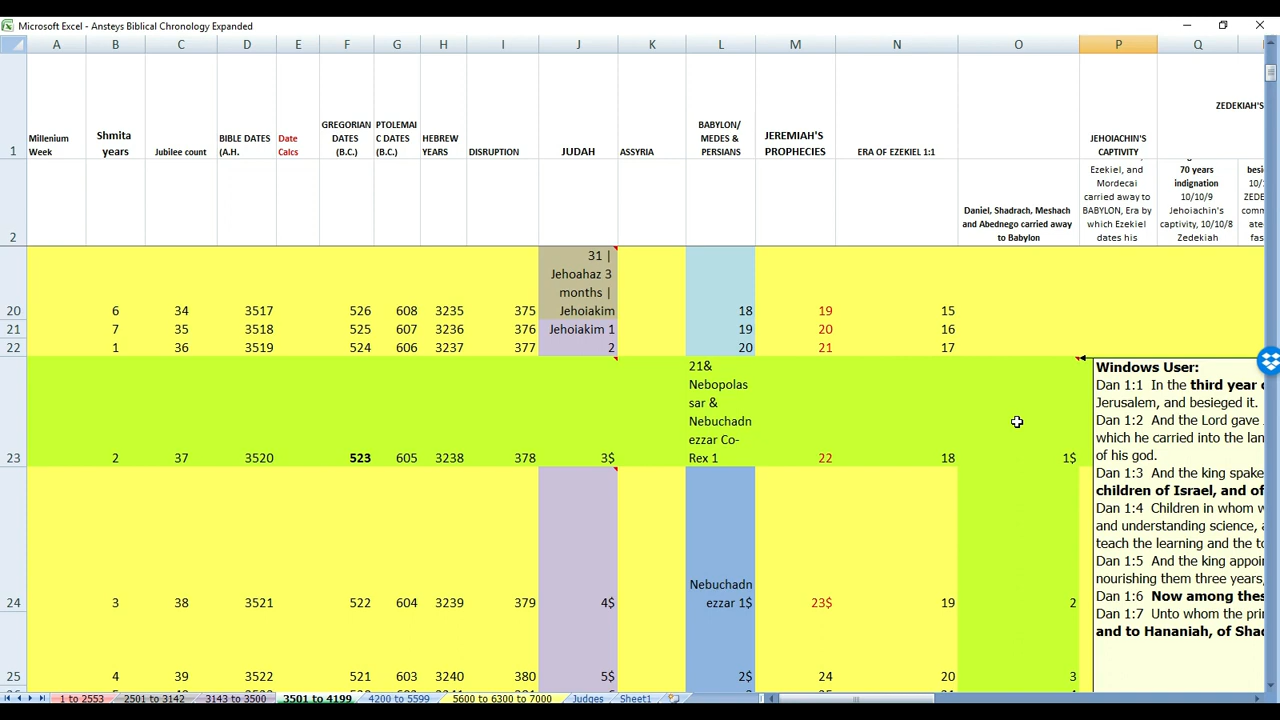 Microsoft Excel - Ansteys Biblical Chronology Expanded
A B C D E F G H I J K L M N O P Q
1 Millenium Week Shmita years Jubilee count BIBLE DATES (A.H. Date Calcs GREGORIAN DATES (B.C.) PTOLEMAI C DATES (B.C.) HEBREW YEARS DISRUPTION JUDAH ASSYRIA BABYLON/ MEDES & PERSIANS JEREMIAH'S PROPHECIES ERA OF EZEKIEL 1:1 JEHOIACHIN'S CAPTIVITY ZEDEKIAH'S
2 Daniel, Shadrach, Meshach and Abednego carried away to Babylon Ezekiel, and Mordecai carried away to BABYLON, Era by which Ezekiel dates his 70 years indignation 10/10/9 Jehoiachin's captivity, 10/10/8 Zedekiah besi 10/1 ZEDE comm ate fas
20 6 34 3517 526 608 3235 375 31 | Jehoahaz 3 months | Jehoiakim 18 19 15
21 7 35 3518 525 607 3236 376 Jehoiakim 1 19 20 16
22 1 36 3519 524 606 3237 377 2 20 21 17
23 2 37 3520 523 605 3238 378 3$ 21& Nebopolas sar & Nebuchadn ezzar Co- Rex 1 22 18 1$
24 3 38 3521 522 604 3239 379 4$ Nebuchadn ezzar 1$ 23$ 19 2
25 4 39 3522 521 603 3240 380 5$ 2$ 24 20 3
Windows User:
Dan 1:1 In the third year
Jerusalem, and besieged it.
Dan 1:2 And the Lord gave
which he carried into the lan
of his god.
Dan 1:3 And the king spake
children of Israel, and of
Dan 1:4 Children in whom w
and understanding science, a
teach the learning and the to
Dan 1:5 And the king appoi
nourishing them three years,
Dan 1:6 Now among thes
Dan 1:7 Unto whom the prin
and to Hananiah, of Shad
1 to 2553 2501 to 3142 3143 to 3500 3501 to 4199 4200 to 5599 5600 to 6300 to 7000 Judges Sheet1